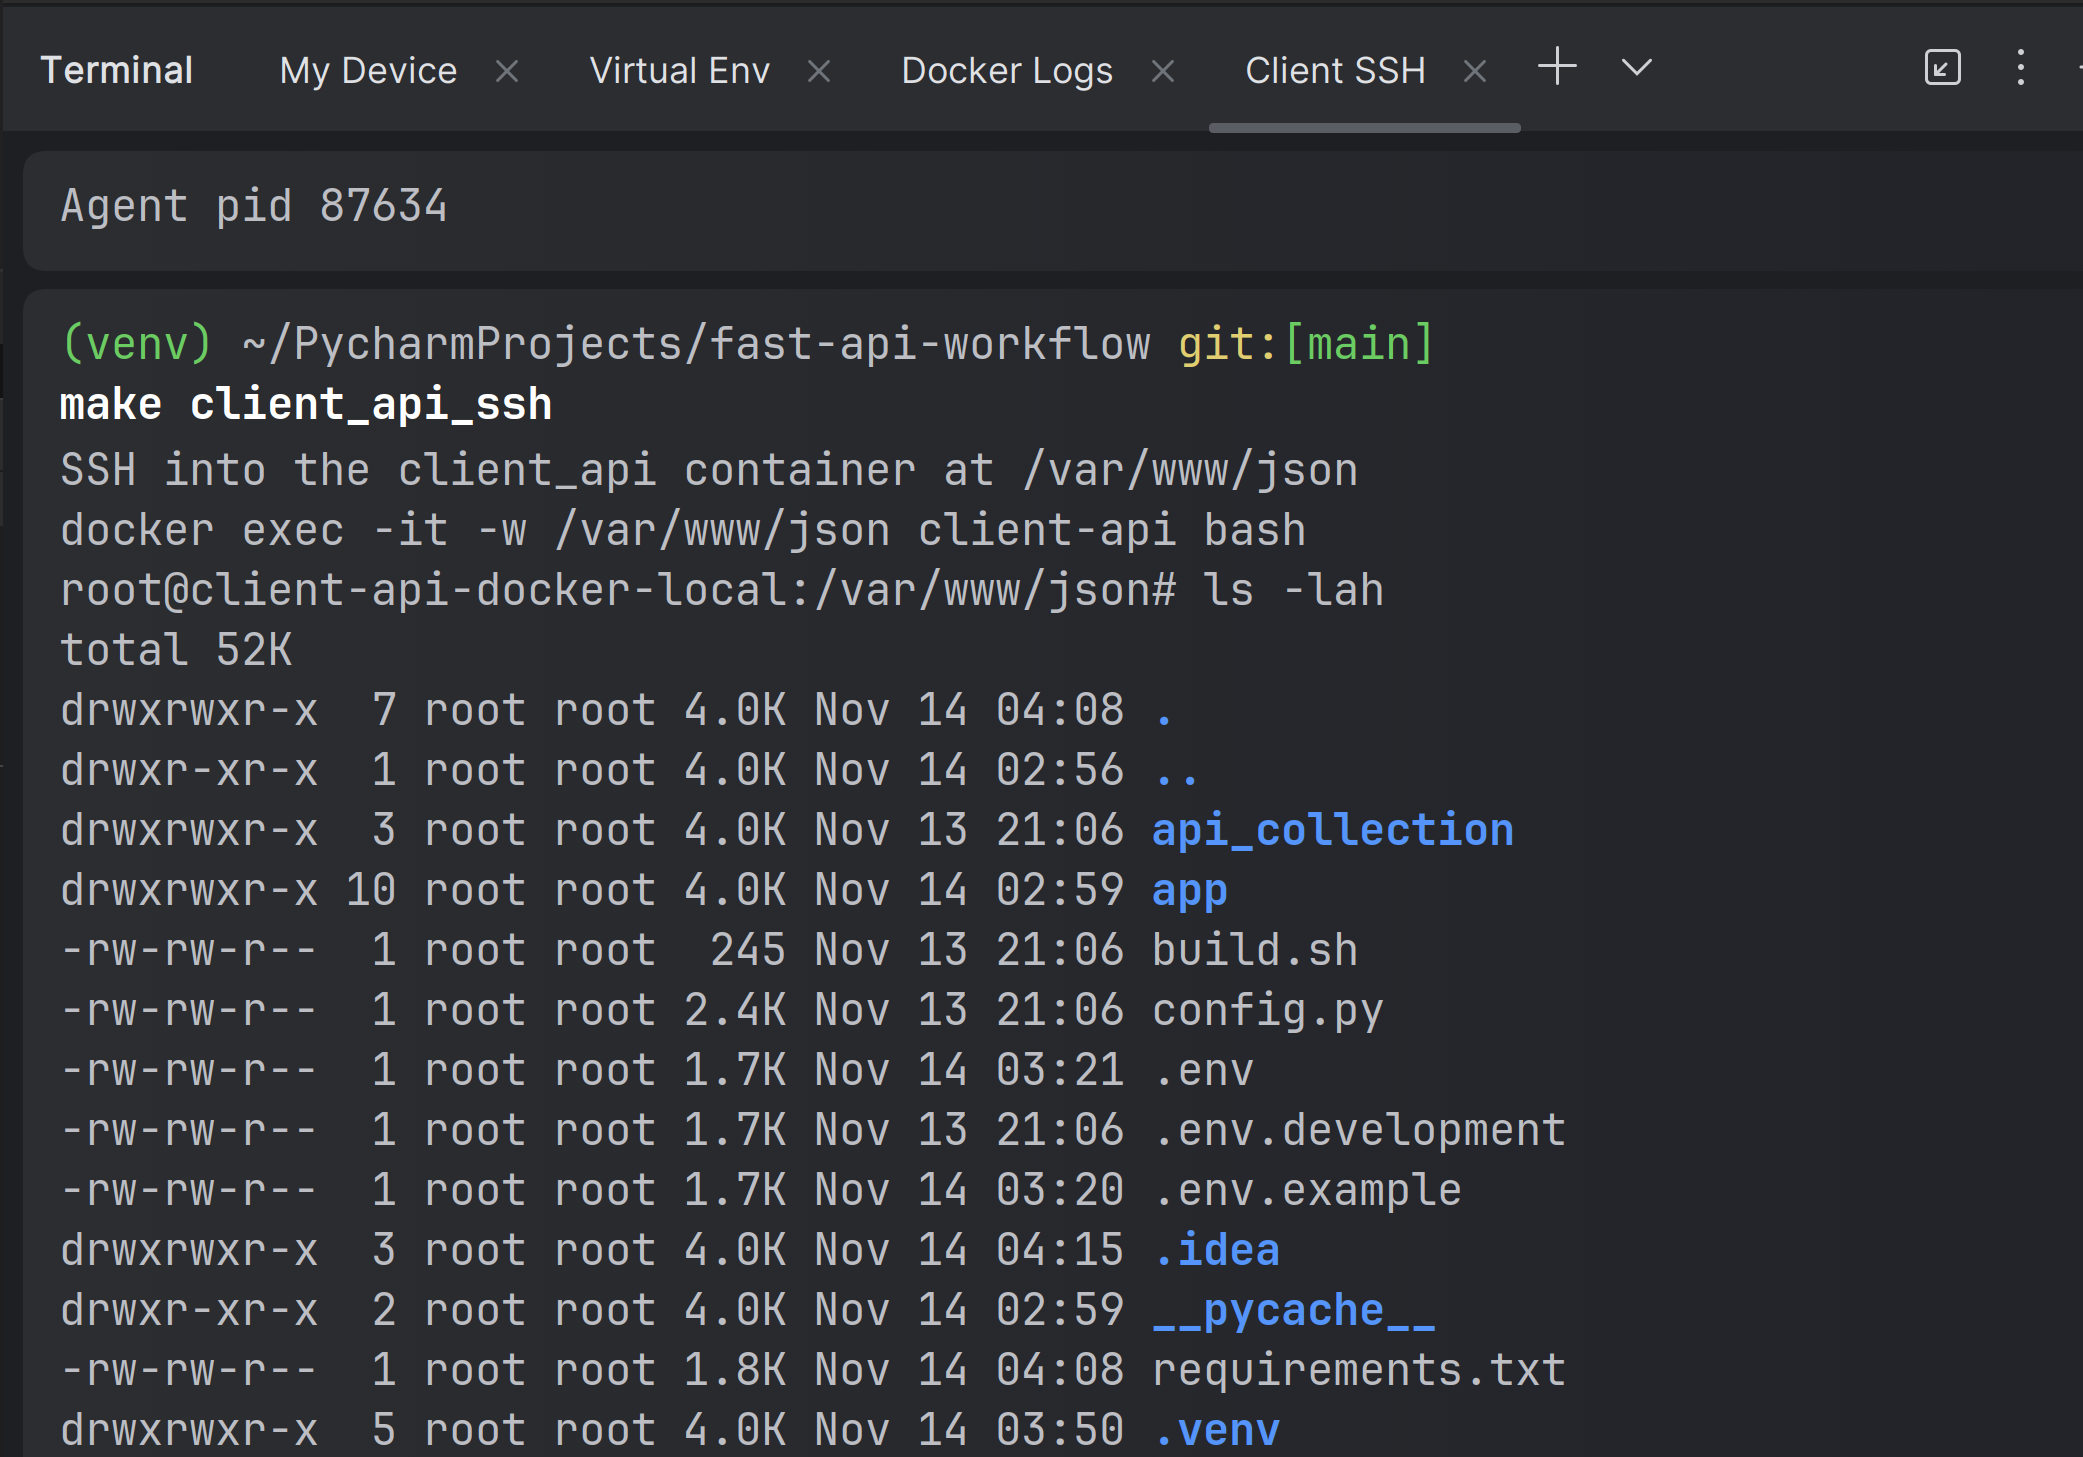 Terminal My Device Virtual Env Docker Logs Client SSH
Agent pid 87634
(venv) ~/PycharmProjects/fast-api-workflow git:[main]
make client_api_ssh
SSH into the client_api container at /var/www/json
docker exec -it -w /var/www/json client-api bash
root@client-api-docker-local:/var/www/json# ls -lah
total 52K
drwxrwxr-x  7 root root 4.0K Nov 14 04:08 .
drwxr-xr-x  1 root root 4.0K Nov 14 02:56 ..
drwxrwxr-x  3 root root 4.0K Nov 13 21:06 api_collection
drwxrwxr-x 10 root root 4.0K Nov 14 02:59 app
-rw-rw-r--  1 root root  245 Nov 13 21:06 build.sh
-rw-rw-r--  1 root root 2.4K Nov 13 21:06 config.py
-rw-rw-r--  1 root root 1.7K Nov 14 03:21 .env
-rw-rw-r--  1 root root 1.7K Nov 13 21:06 .env.development
-rw-rw-r--  1 root root 1.7K Nov 14 03:20 .env.example
drwxrwxr-x  3 root root 4.0K Nov 14 04:15 .idea
drwxr-xr-x  2 root root 4.0K Nov 14 02:59 __pycache__
-rw-rw-r--  1 root root 1.8K Nov 14 04:08 requirements.txt
drwxrwxr-x  5 root root 4.0K Nov 14 03:50 .venv